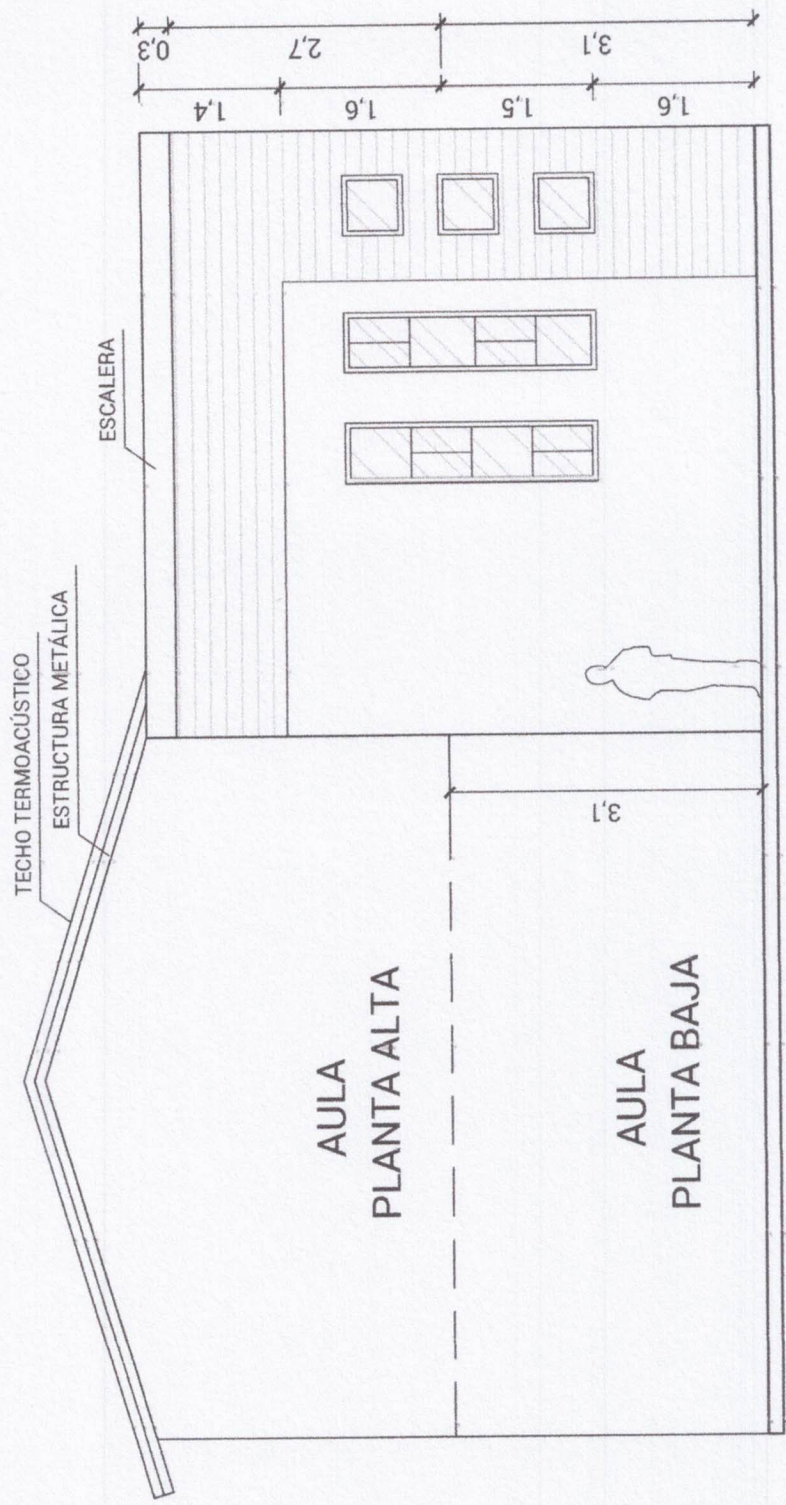 TECHO TERMOACÚSTICO
ESTRUCTURA METÁLICA
ESCALERA
AULA
PLANTA ALTA
AULA
PLANTA BAJA
3,1
1,4
1,6
1,5
1,6
0,3
2,7
3,1